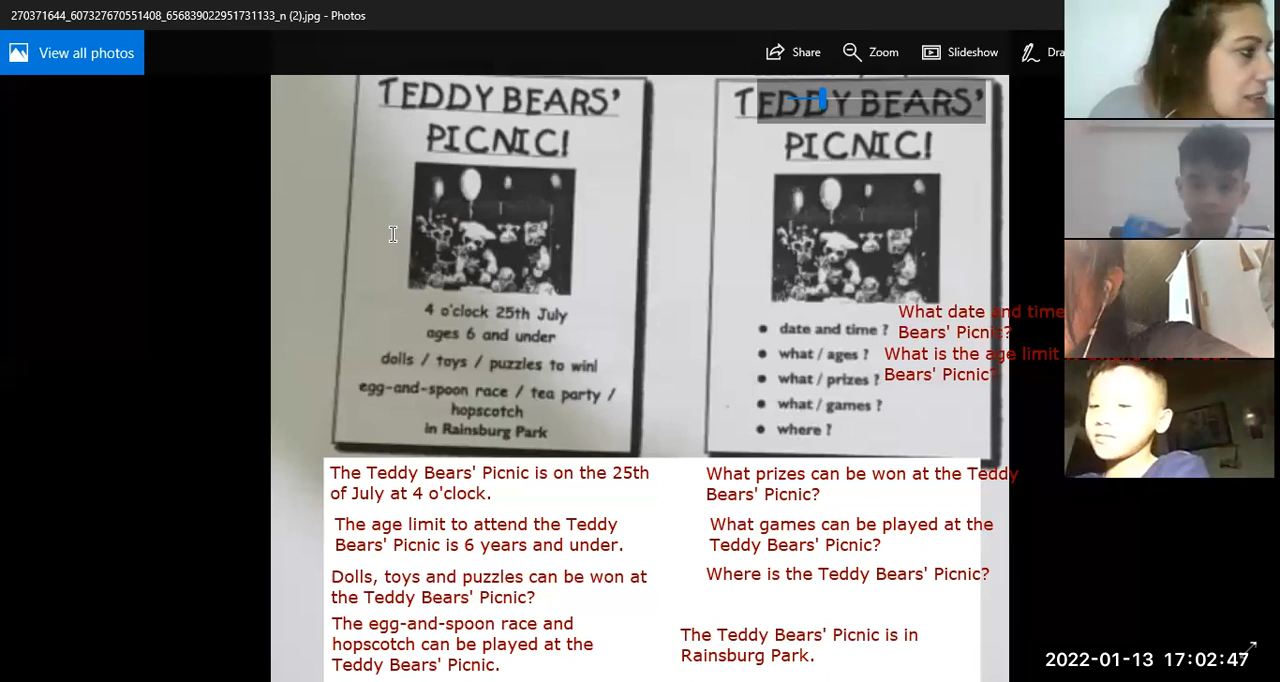 270371644_607327670551408_656839022951731133_n (2).jpg - Photos
View all photos
Share
Zoom
Slideshow
TEDDY BEARS'
PICNIC!
4 o'clock 25th July
ages 6 and under
dolls / toys / puzzles to win!
egg-and-spoon race / tea party /
hopscotch
in Rainsburg Park
TEDDY BEARS'
PICNIC!
date and time ?
what / ages ?
what / prizes ?
what / games ?
where ?
What date and time
Bears' Picnic?
What is the age limit
Bears' Picnic?
The Teddy Bears' Picnic is on the 25th
of July at 4 o'clock.
The age limit to attend the Teddy
Bears' Picnic is 6 years and under.
Dolls, toys and puzzles can be won at
the Teddy Bears' Picnic?
The egg-and-spoon race and
hopscotch can be played at the
Teddy Bears' Picnic.
What prizes can be won at the Teddy
Bears' Picnic?
What games can be played at the
Teddy Bears' Picnic?
Where is the Teddy Bears' Picnic?
The Teddy Bears' Picnic is in
Rainsburg Park.
2022-01-13 17:02:47